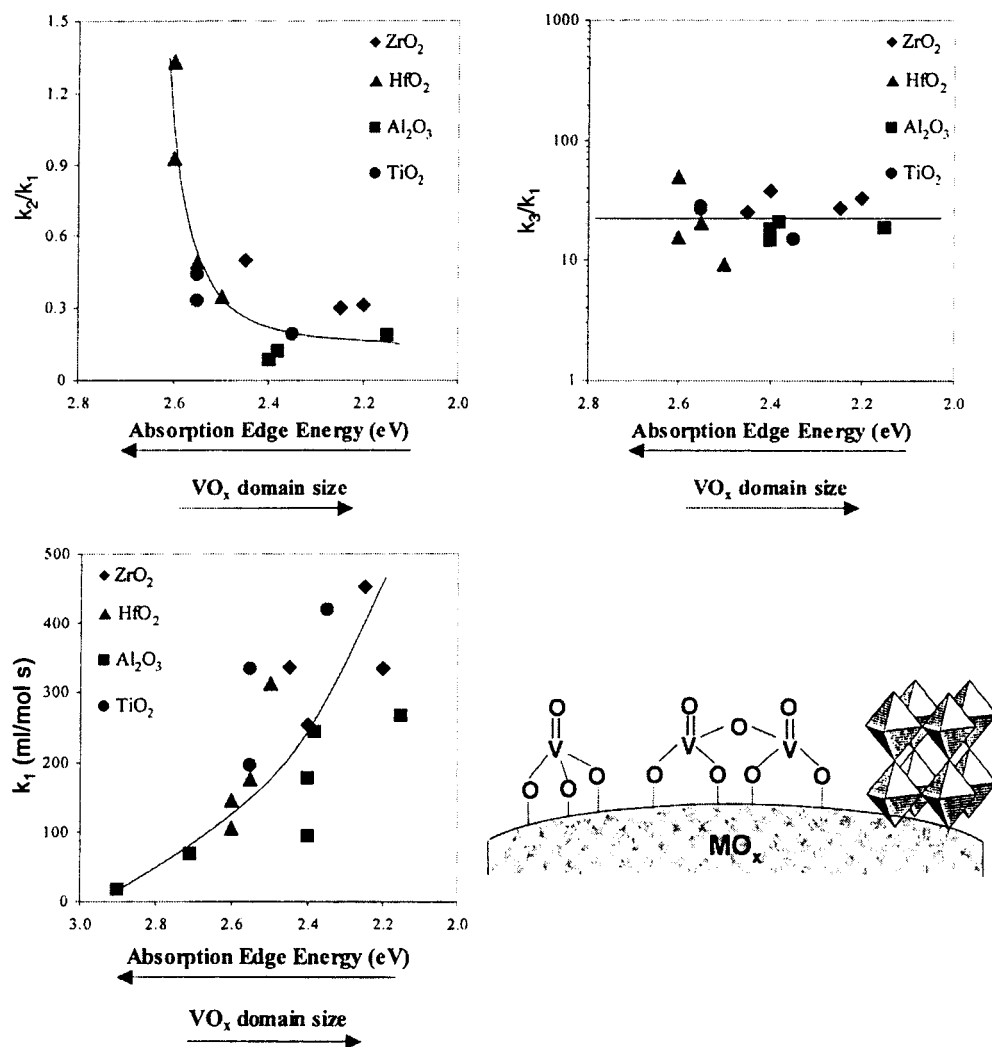 1.5
1.2
0.9
0.6
0.3
0
k₂/k₁
◆ ZrO₂
▲ HfO₂
■ Al₂O₃
● TiO₂
2.8 2.6 2.4 2.2 2.0
Absorption Edge Energy (eV)
VOₓ domain size
1000
100
10
1
k₃/k₁
◆ ZrO₂
▲ HfO₂
■ Al₂O₃
● TiO₂
2.8 2.6 2.4 2.2 2.0
Absorption Edge Energy (eV)
VOₓ domain size
500
400
300
200
100
0
k₁ (ml/mol s)
◆ ZrO₂
▲ HfO₂
■ Al₂O₃
● TiO₂
3.0 2.8 2.6 2.4 2.2 2.0
Absorption Edge Energy (eV)
VOₓ domain size
O O O O
V V V
O O O O O O O
MOₓ